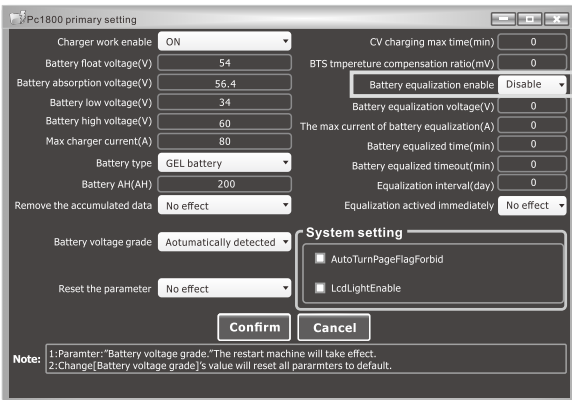 Pc1800 primary setting
Charger work enable ON
Battery float voltage(V) 54
Battery absorption voltage(V) 56.4
Battery low voltage(V) 34
Battery high voltage(V) 60
Max charger current(A) 80
Battery type GEL battery
Battery AH(AH) 200
Remove the accumulated data No effect
Battery voltage grade Aotumatically detected
Reset the parameter No effect
CV charging max time(min) 0
BTS tmpereture compensation ratio(mV) 0
Battery equalization enable Disable
Battery equalization voltage(V) 0
The max current of battery equalization(A) 0
Battery equalized time(min) 0
Battery equalized timeout(min) 0
Equalization interval(day) 0
Equalization actived immediately No effect
System setting
AutoTurnPageFlagForbid
LcdLightEnable
Confirm Cancel
Note: 1:Paramter:"Battery voltage grade."The restart machine will take effect.
2:Change[Battery voltage grade]'s value will reset all pararmters to default.